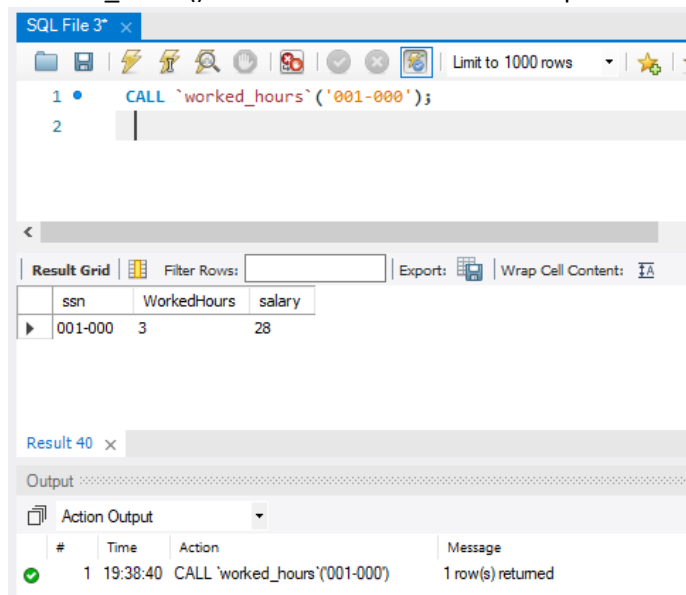 SQL File 3*
Limit to 1000 rows
1 CALL `worked_hours`('001-000');
2
Result Grid Filter Rows: Export: Wrap Cell Content:
ssn WorkedHours salary
001-000 3 28
Result 40
Output
Action Output
# Time Action Message
1 19:38:40 CALL `worked_hours`('001-000') 1 row(s) returned